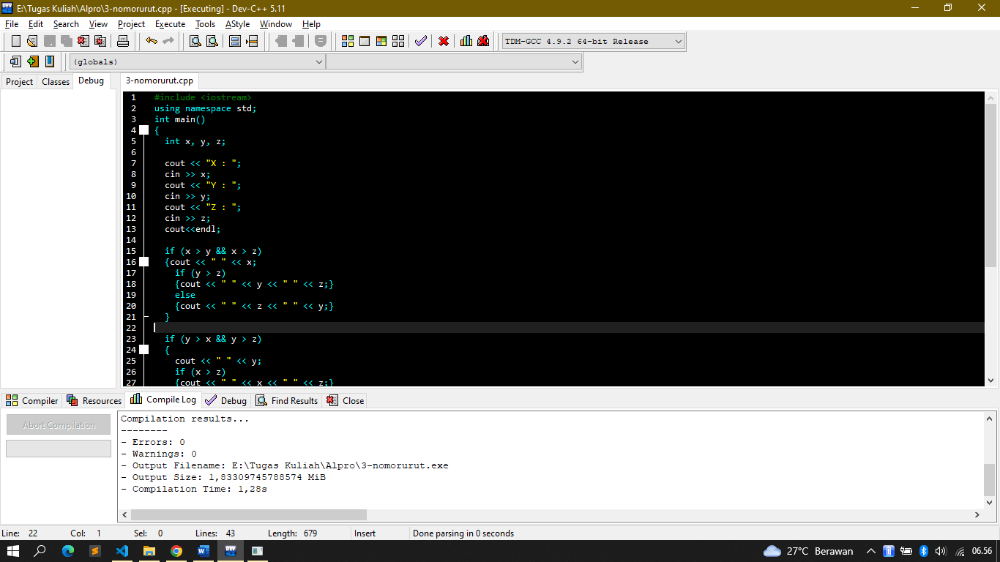 E:\Tugas Kuliah\Alpro\3-nomorurut.cpp - [Executing] - Dev-C++ 5.11
File Edit Search View Project Execute Tools AStyle Window Help
TDM-GCC 4.9.2 64-bit Release
(globals)
Project Classes Debug
3-nomorurut.cpp
1 #include <iostream>
2 using namespace std;
3 int main()
4 {
5 int x, y, z;
6
7 cout << "X : ";
8 cin >> x;
9 cout << "Y : ";
10 cin >> y;
11 cout << "Z : ";
12 cin >> z;
13 cout<<endl;
14
15 if (x > y && x > z)
16 {cout << " " << x;
17 if (y > z)
18 {cout << " " << y << " " << z;}
19 else
20 {cout << " " << z << " " << y;}
21 }
22
23 if (y > x && y > z)
24 {
25 cout << " " << y;
26 if (x > z)
27 {cout << " " << x << " " << z;}
Compiler Resources Compile Log Debug Find Results Close
Abort Compilation
Compilation results...
--------
- Errors: 0
- Warnings: 0
- Output Filename: E:\Tugas Kuliah\Alpro\3-nomorurut.exe
- Output Size: 1,83309745788574 MiB
- Compilation Time: 1,28s
Line: 22 Col: 1 Sel: 0 Lines: 43 Length: 679 Insert Done parsing in 0 seconds
27°C Berawan 06.56